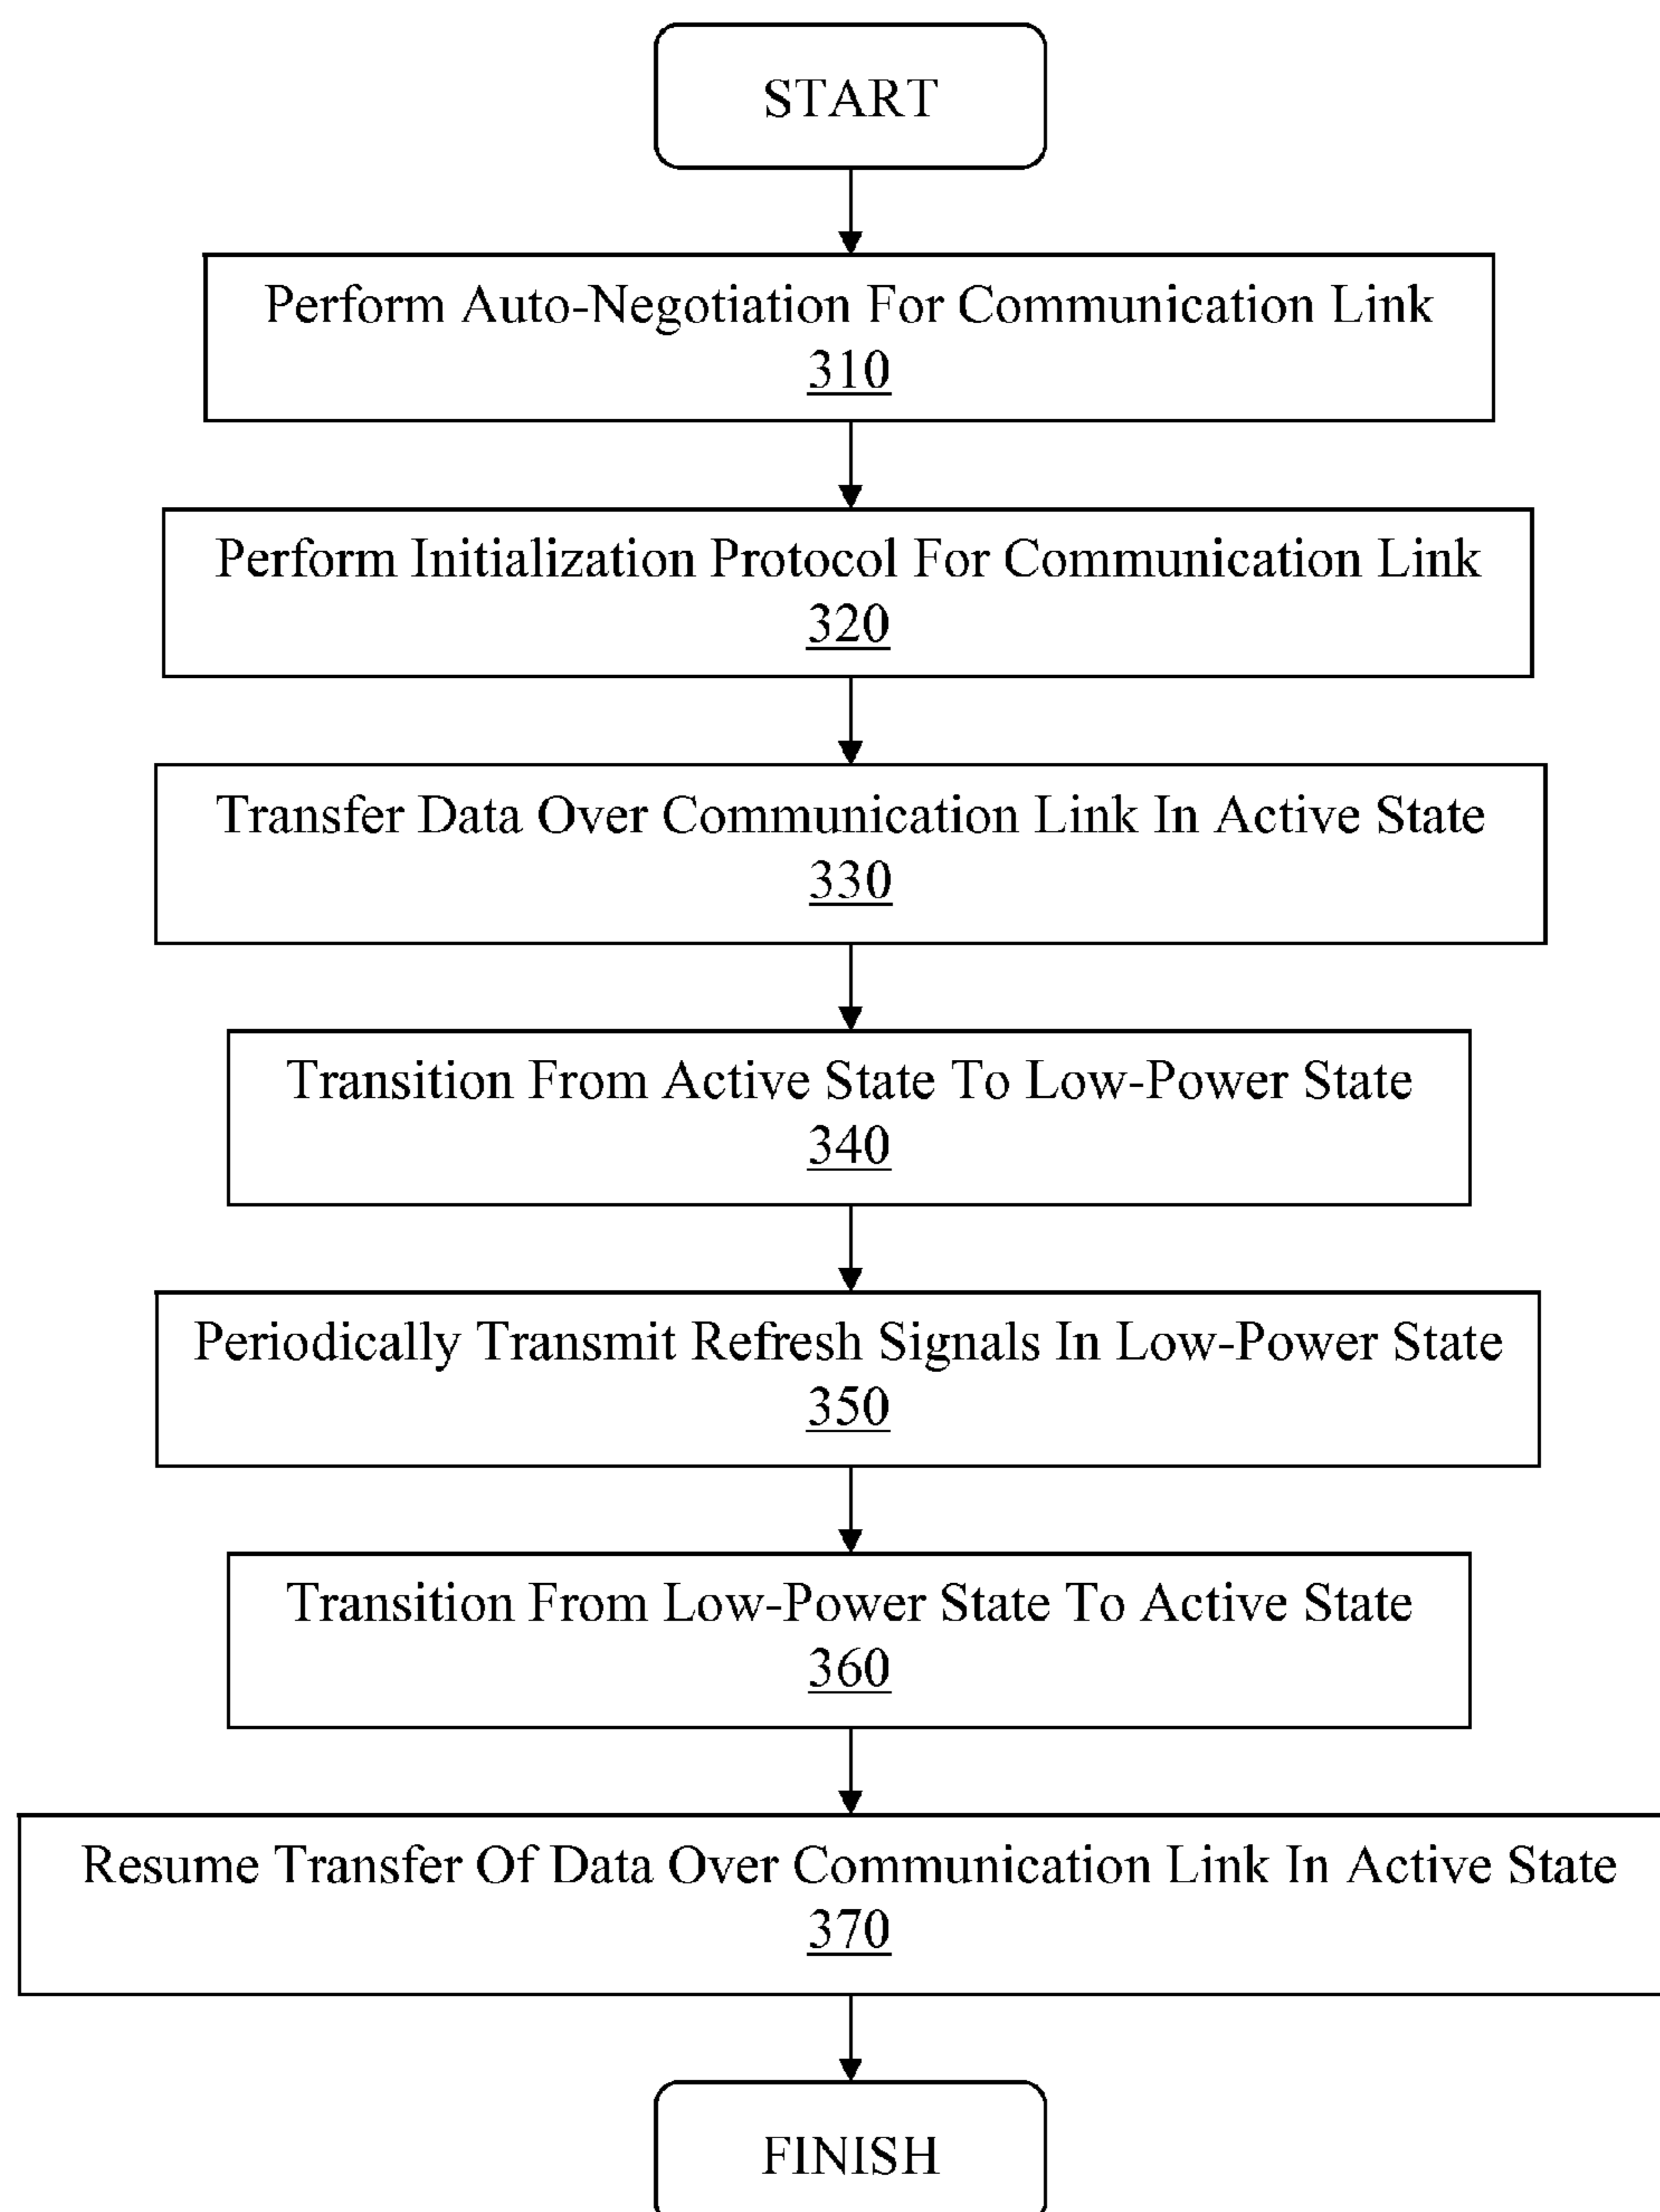 START
Perform Auto-Negotiation For Communication Link
310
Perform Initialization Protocol For Communication Link
320
Transfer Data Over Communication Link In Active State
330
Transition From Active State To Low-Power State
340
Periodically Transmit Refresh Signals In Low-Power State
350
Transition From Low-Power State To Active State
360
Resume Transfer Of Data Over Communication Link In Active State
370
FINISH